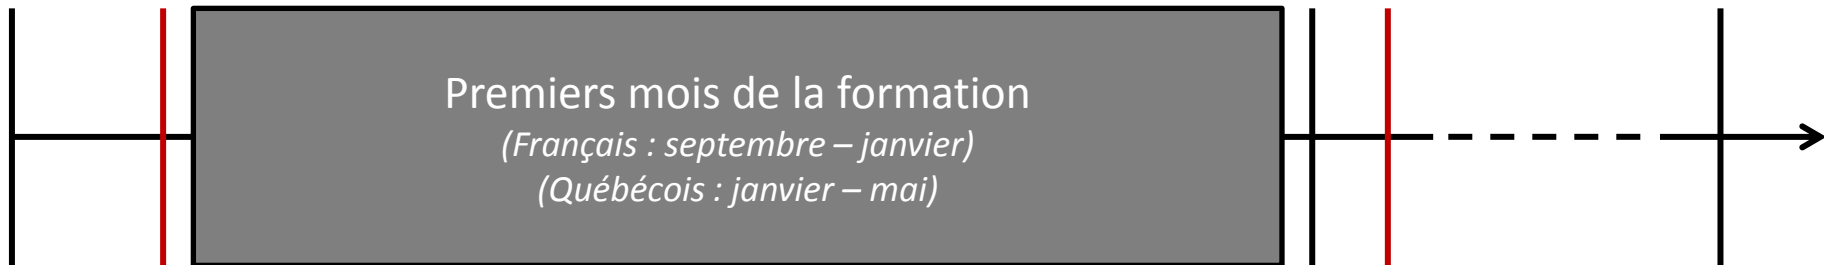 Premiers mois de la formation
(Français : septembre – janvier)
(Québécois : janvier – mai)